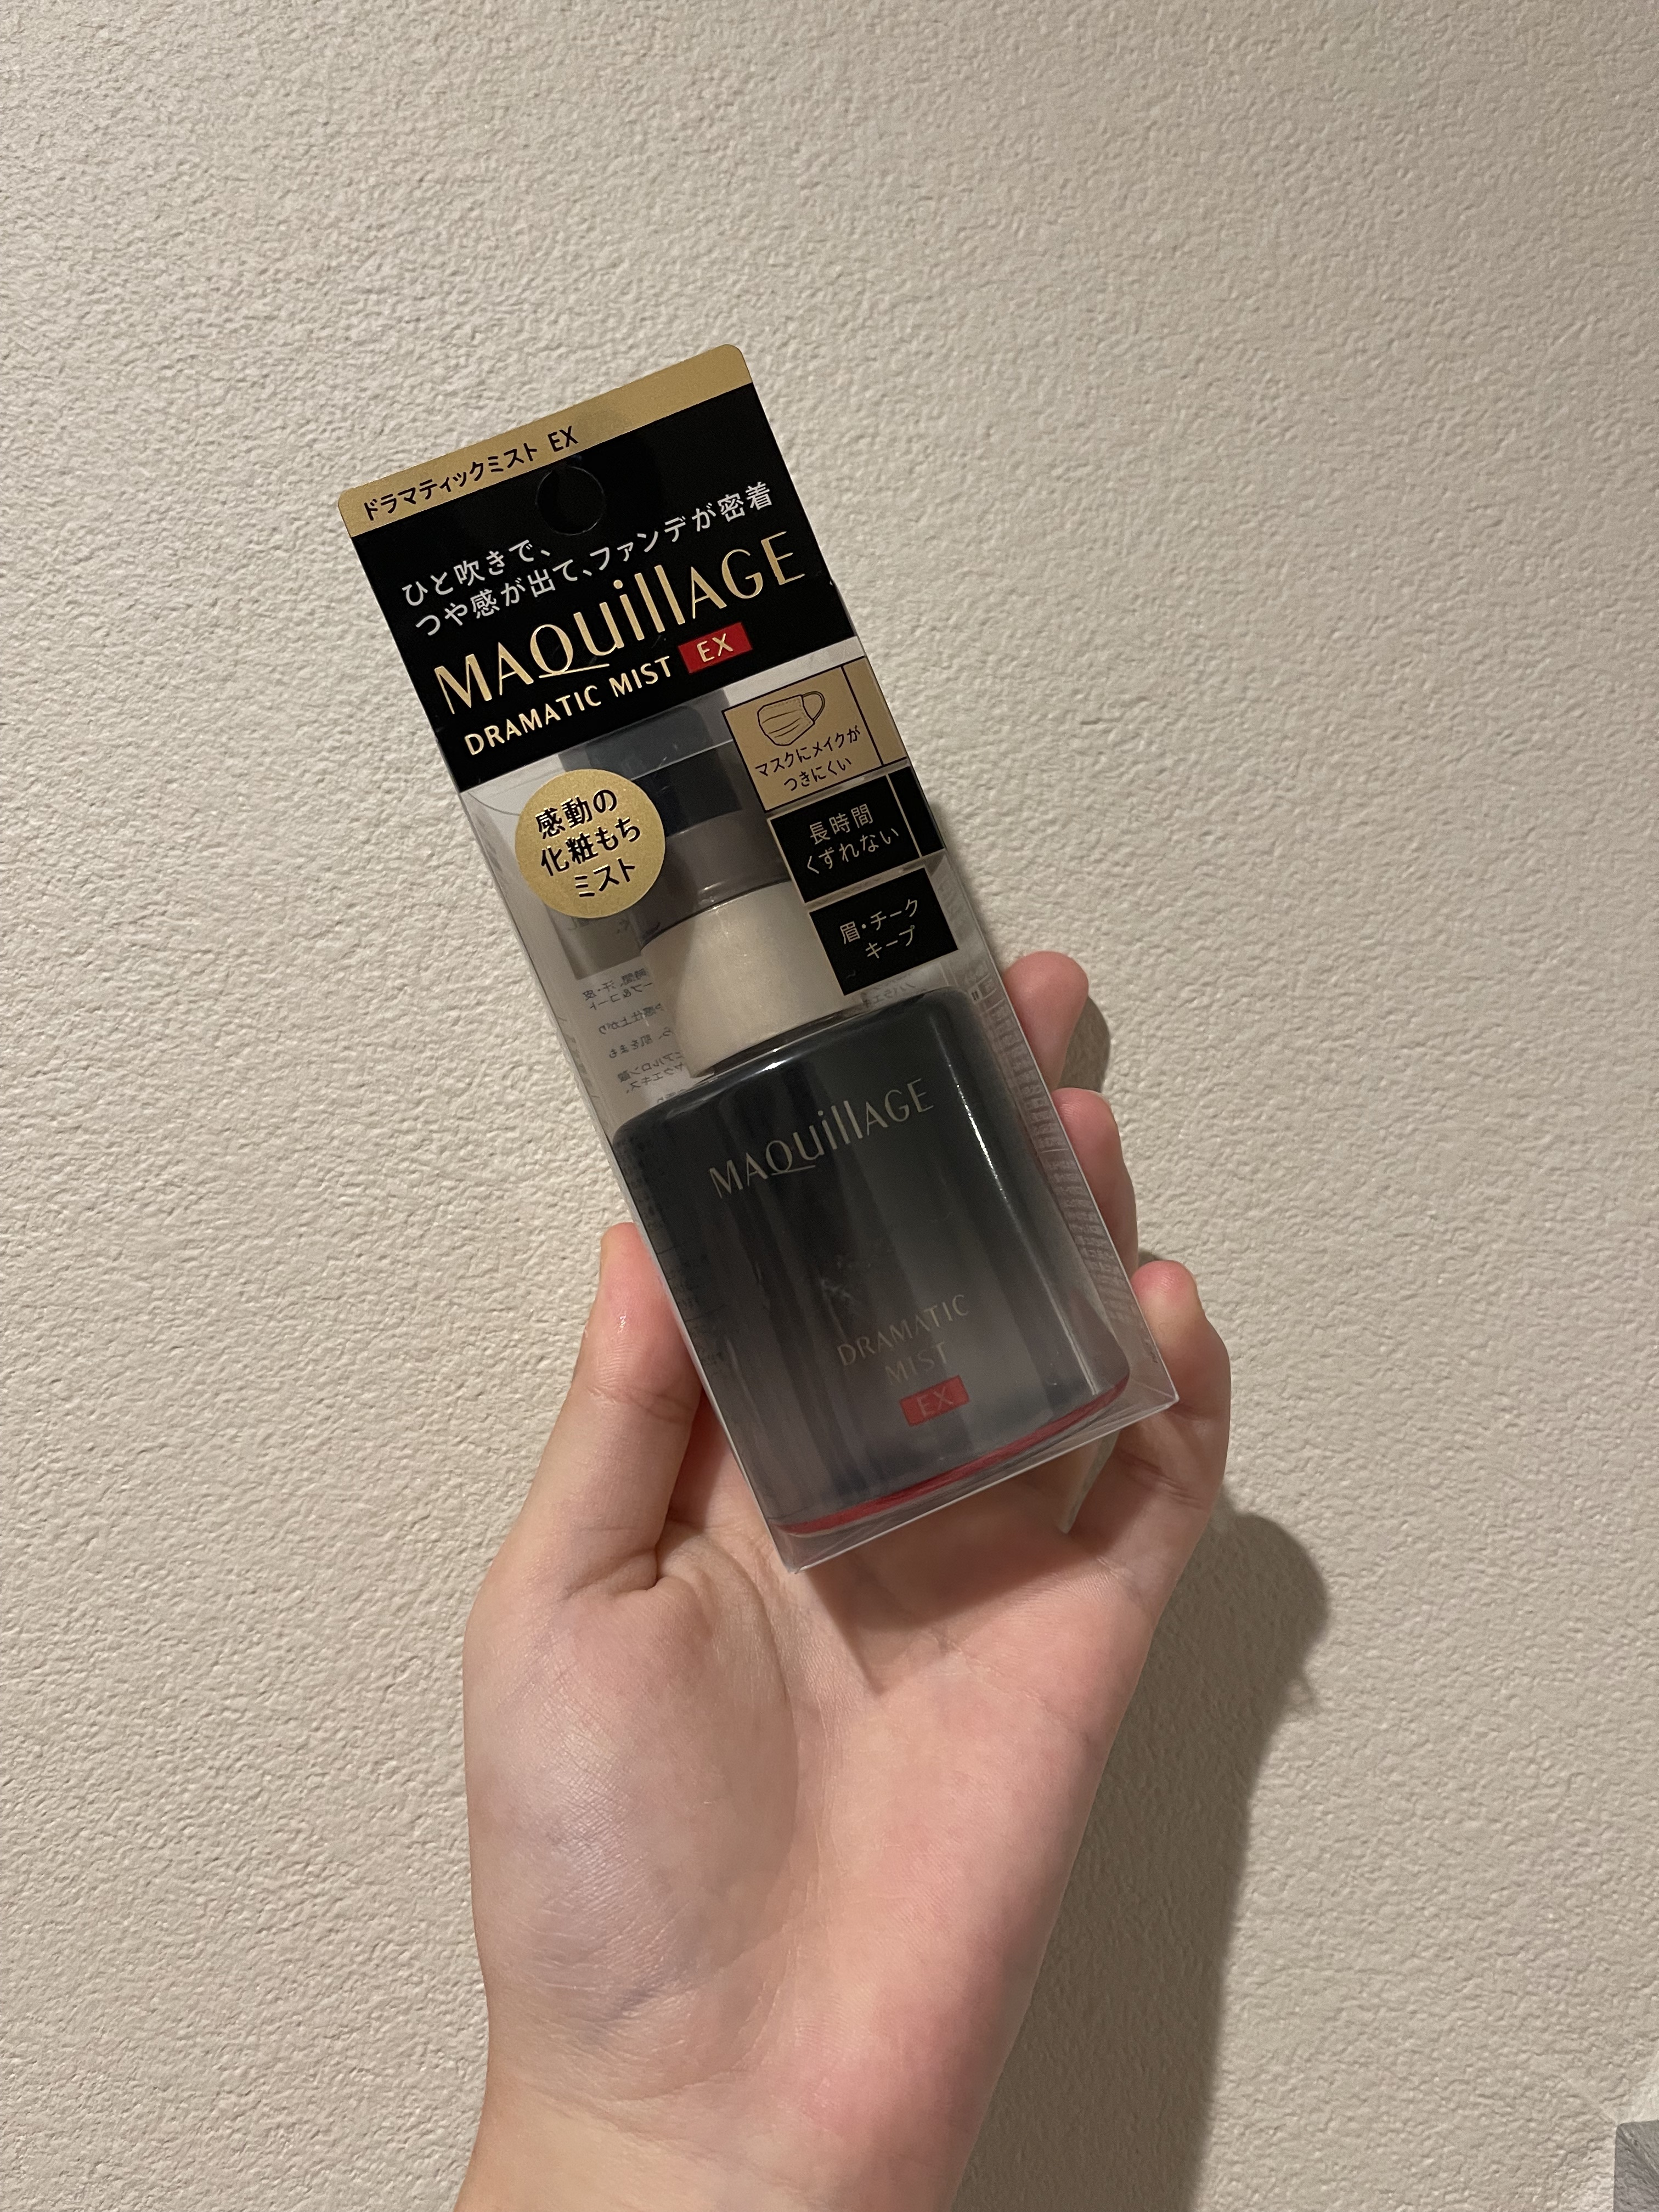 ドラマティックミスト EX
ひと吹きで、
つや感が出て、ファンデが密着
MAQuillAGE
DRAMATIC MIST EX
マスクにメイクが
つきにくい
感動の
化粧もち
ミスト
長時間
くずれない
眉・チーク
キープ
MAQuillAGE
DRAMATIC
MIST
EX